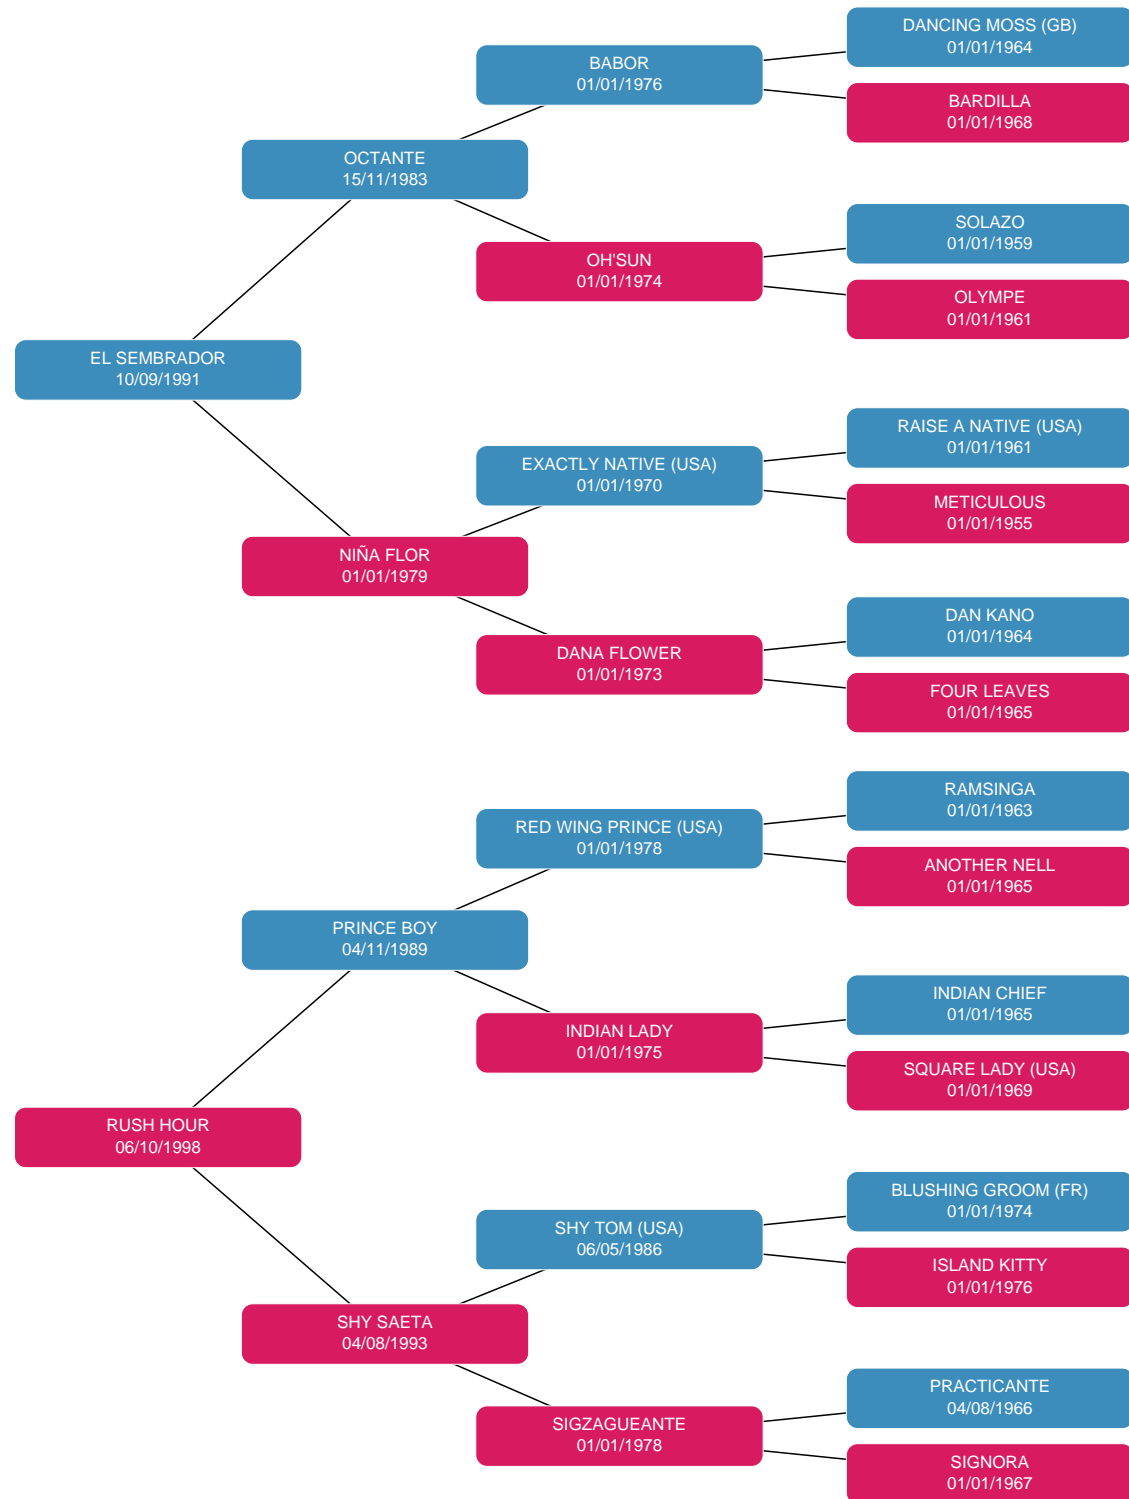 DANCING MOSS (GB)
01/01/1964
BABOR
01/01/1976
BARDILLA
01/01/1968
OCTANTE
15/11/1983
SOLAZO
01/01/1959
OH'SUN
01/01/1974
OLYMPE
01/01/1961
EL SEMBRADOR
10/09/1991
RAISE A NATIVE (USA)
01/01/1961
EXACTLY NATIVE (USA)
01/01/1970
METICULOUS
01/01/1955
NIÑA FLOR
01/01/1979
DAN KANO
01/01/1964
DANA FLOWER
01/01/1973
FOUR LEAVES
01/01/1965
RAMSINGA
01/01/1963
RED WING PRINCE (USA)
01/01/1978
ANOTHER NELL
01/01/1965
PRINCE BOY
04/11/1989
INDIAN CHIEF
01/01/1965
INDIAN LADY
01/01/1975
SQUARE LADY (USA)
01/01/1969
RUSH HOUR
06/10/1998
BLUSHING GROOM (FR)
01/01/1974
SHY TOM (USA)
06/05/1986
ISLAND KITTY
01/01/1976
SHY SAETA
04/08/1993
PRACTICANTE
04/08/1966
SIGZAGUEANTE
01/01/1978
SIGNORA
01/01/1967